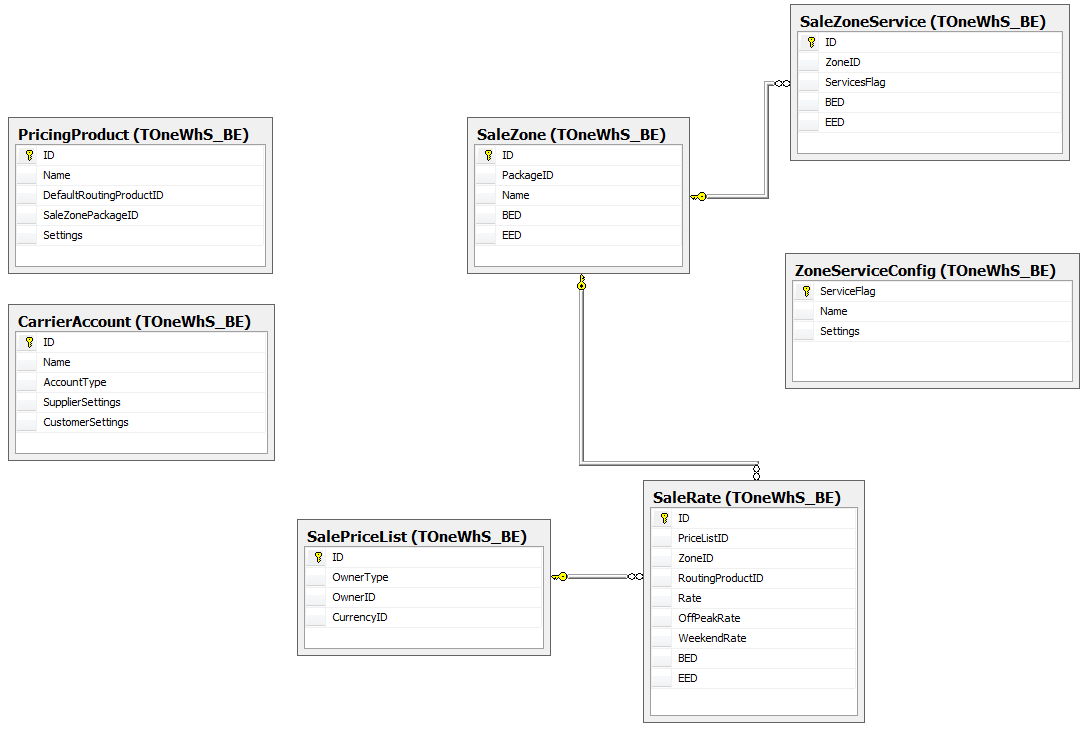 SaleZoneService (TOneWhS_BE)
ID
ZoneID
ServicesFlag
BED
EED
PricingProduct (TOneWhS_BE)
ID
Name
DefaultRoutingProductID
SaleZonePackageID
Settings
SaleZone (TOneWhS_BE)
ID
PackageID
Name
BED
EED
ZoneServiceConfig (TOneWhS_BE)
ServiceFlag
Name
Settings
CarrierAccount (TOneWhS_BE)
ID
Name
AccountType
SupplierSettings
CustomerSettings
SalePriceList (TOneWhS_BE)
ID
OwnerType
OwnerID
CurrencyID
SaleRate (TOneWhS_BE)
ID
PriceListID
ZoneID
RoutingProductID
Rate
OffPeakRate
WeekendRate
BED
EED